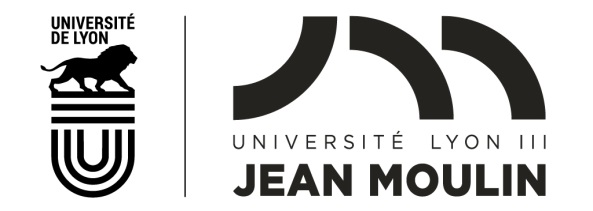 UNIVERSITÉ
DE LYON
UNIVERSITÉ LYON III
JEAN MOULIN